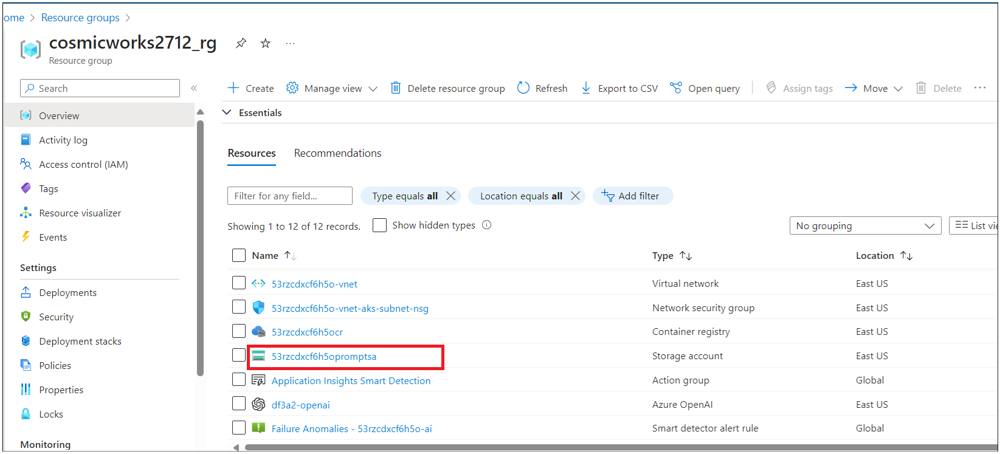 ome > Resource groups >
cosmicworks2712_rg ...
Resource group
Search «
Create Manage view Delete resource group Refresh Export to CSV Open query Assign tags Move Delete ...
Overview
Activity log
Access control (IAM)
Tags
Resource visualizer
Events
Settings
Deployments
Security
Deployment stacks
Policies
Properties
Locks
Monitoring
Essentials
Resources Recommendations
Filter for any field... Type equals all Location equals all Add filter
Showing 1 to 12 of 12 records. Show hidden types No grouping List vie
Name Type Location
53rzcdxcf6h5o-vnet Virtual network East US
53rzcdxcf6h5o-vnet-aks-subnet-nsg Network security group East US
53rzcdxcf6h5ocr Container registry East US
53rzcdxcf6h5opromptsa Storage account East US
Application Insights Smart Detection Action group Global
df3a2-openai Azure OpenAI East US
Failure Anomalies - 53rzcdxcf6h5o-ai Smart detector alert rule Global